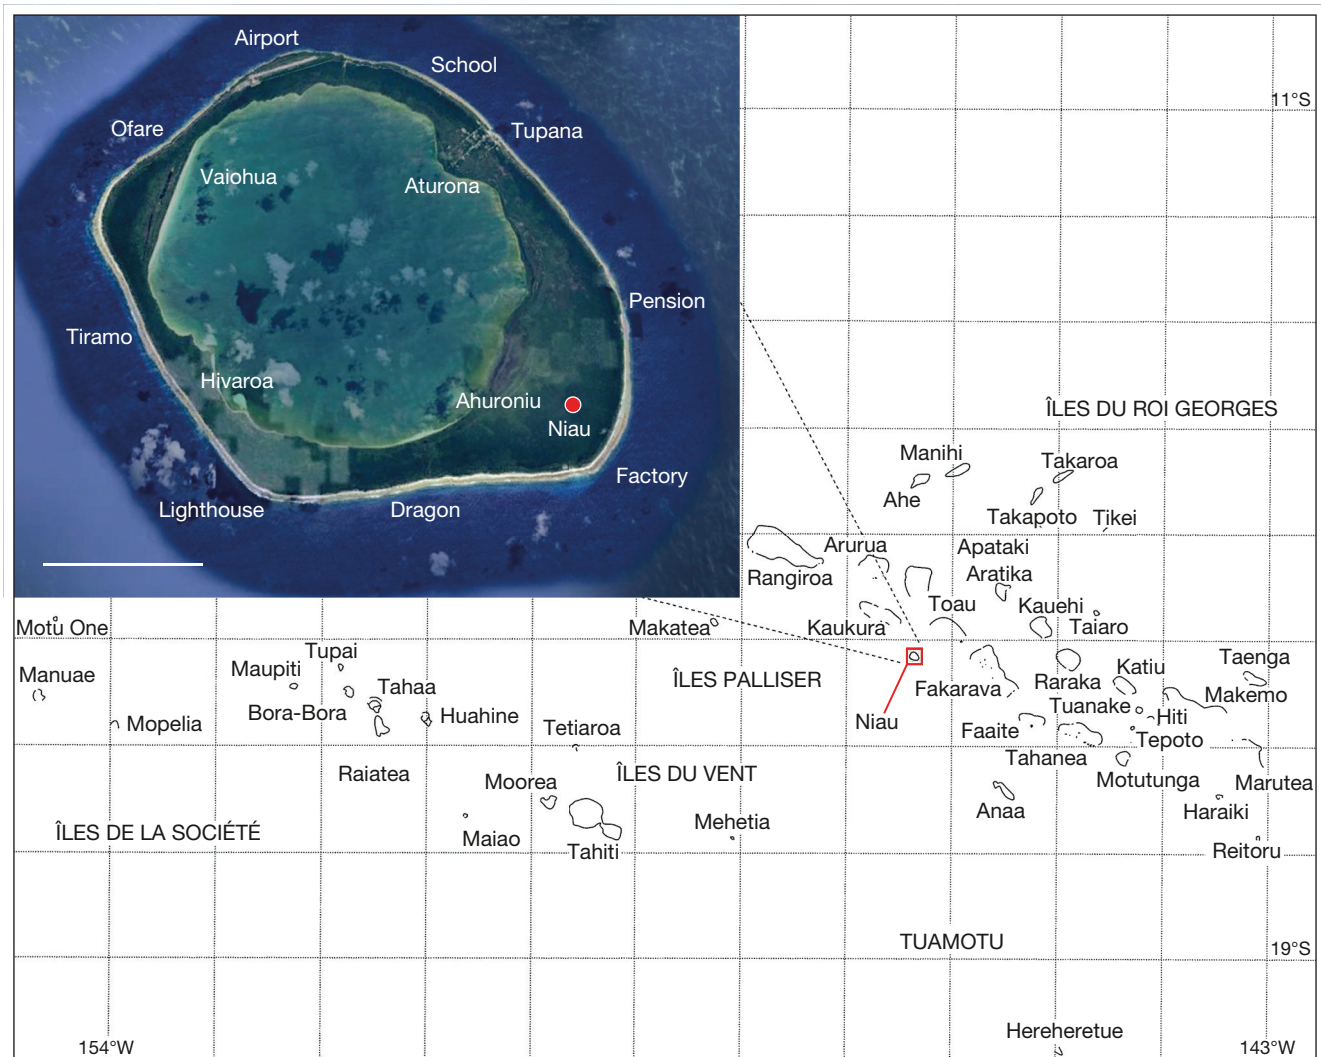 Airport
School
Ofare
Tupana
Vaiohua
Aturona
Pension
Tiramo
Hivaroa
Ahuroniu
Niau
Factory
Lighthouse
Dragon
11°S
ÎLES DU ROI GEORGES
Manihi
Takaroa
Ahe
Takapoto
Tikei
Arurua
Apataki
Rangiroa
Aratika
Toau
Kauehi
Motu One
Makatea
Kaukura
Taiaro
Tupai
Maupiti
Manuae
Tahaa
ÎLES PALLISER
Fakarava
Raraka
Katiu
Taenga
Makemo
Bora-Bora
Huahine
Mopelia
Tetiaroa
Niau
Faaite
Tuanake
Hiti
Tepoto
Tahanea
Raiatea
Moorea
ÎLES DU VENT
Motutunga
Marutea
Anaa
Haraiki
ÎLES DE LA SOCIÉTÉ
Maiao
Tahiti
Mehetia
Reitoru
TUAMOTU
19°S
Hereheretue
154°W
143°W